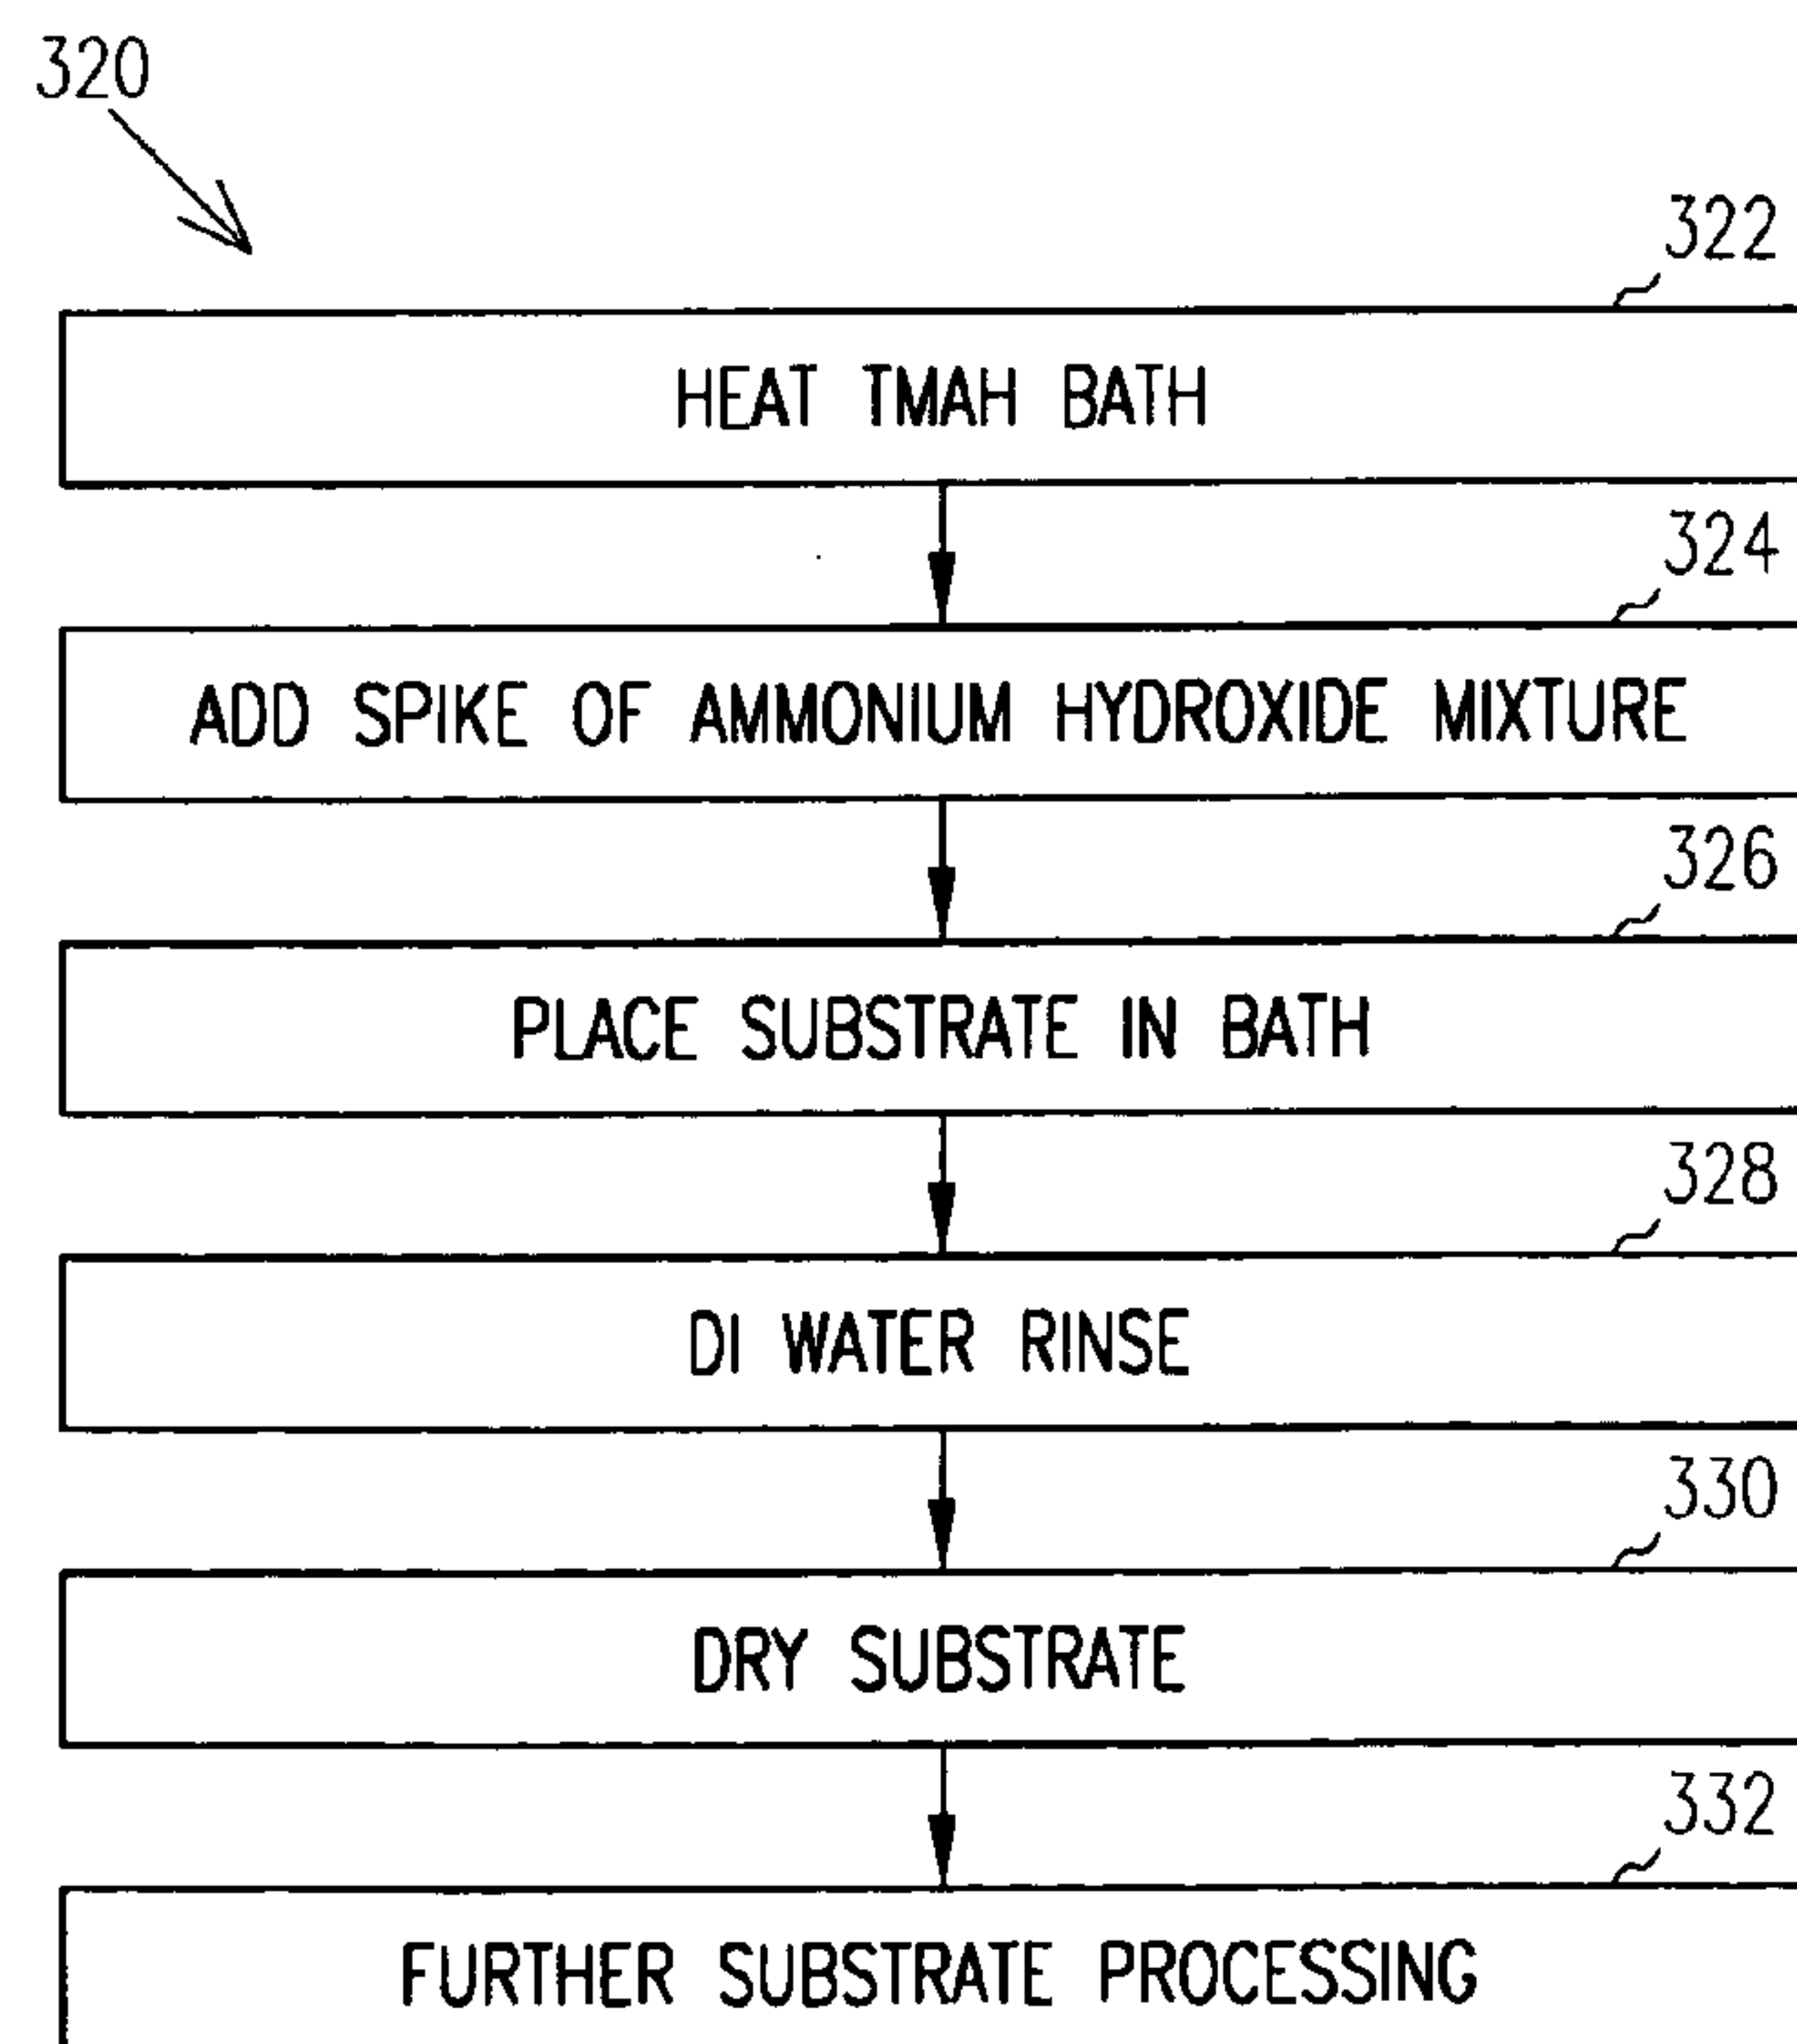 320
322
HEAT TMAH BATH
324
ADD SPIKE OF AMMONIUM HYDROXIDE MIXTURE
326
PLACE SUBSTRATE IN BATH
328
DI WATER RINSE
330
DRY SUBSTRATE
332
FURTHER SUBSTRATE PROCESSING